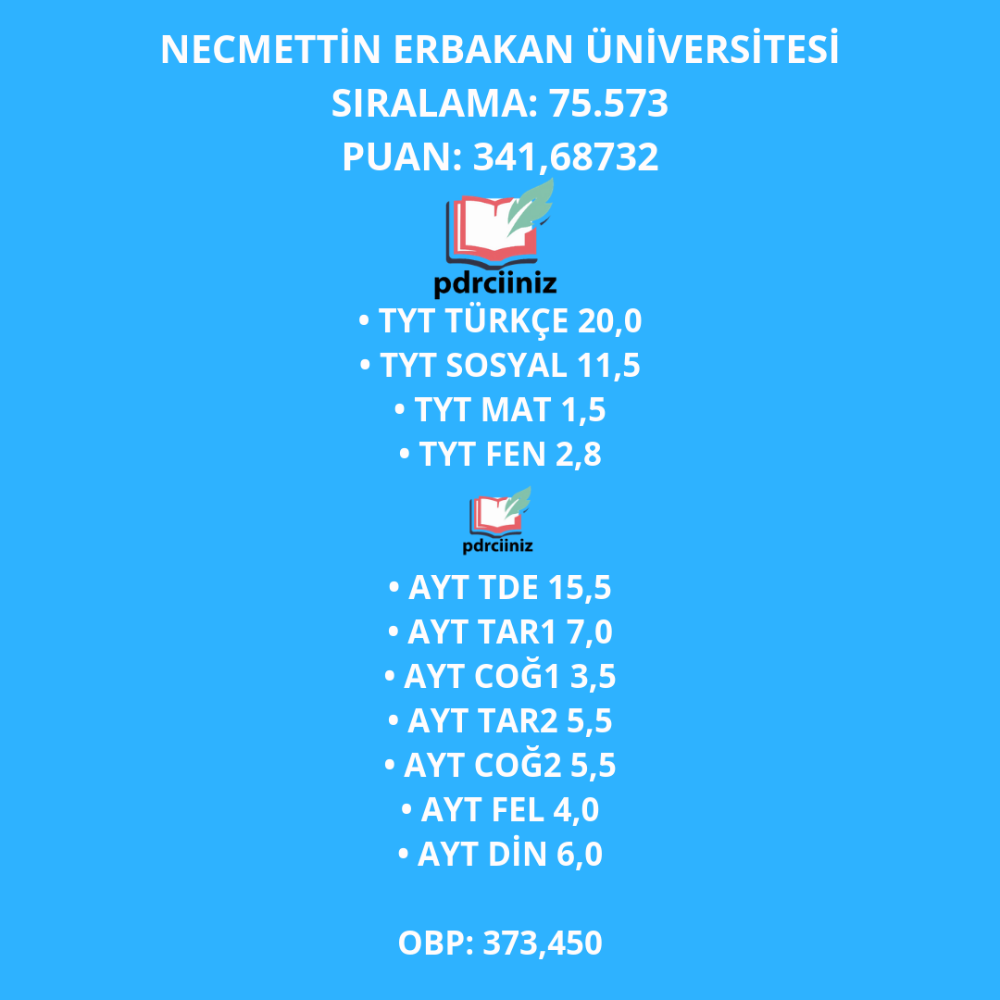 NECMETTİN ERBAKAN ÜNİVERSİTESİ
SIRALAMA: 75.573
PUAN: 341,68732
pdrciiniz
• TYT TÜRKÇE 20,0
• TYT SOSYAL 11,5
• TYT MAT 1,5
• TYT FEN 2,8
pdrciiniz
• AYT TDE 15,5
• AYT TAR1 7,0
• AYT COĞ1 3,5
• AYT TAR2 5,5
• AYT COĞ2 5,5
• AYT FEL 4,0
• AYT DİN 6,0
OBP: 373,450